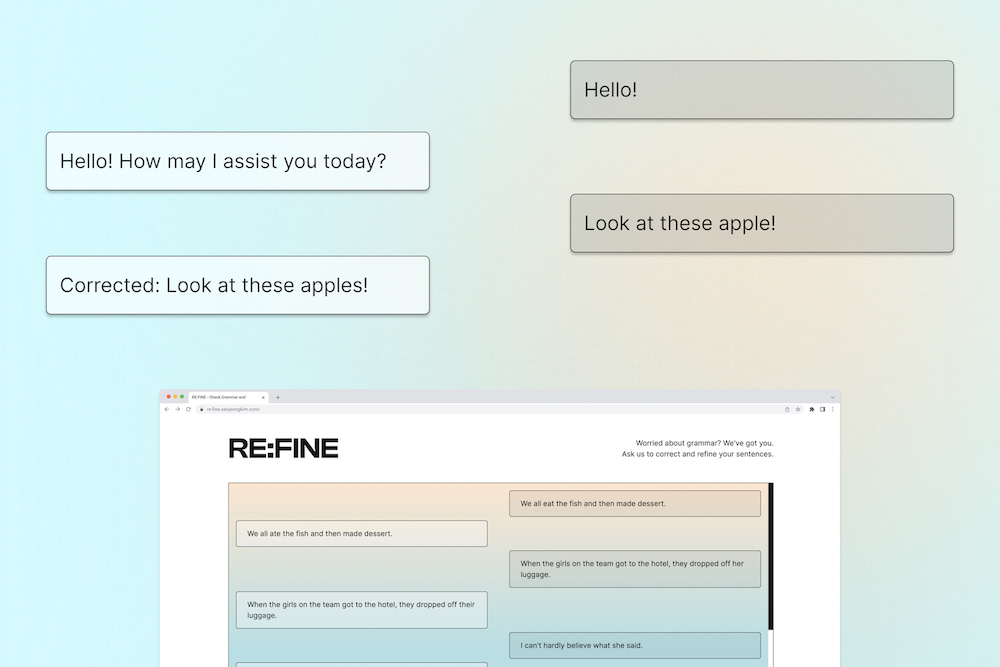 Hello!
Hello! How may I assist you today?
Look at these apple!
Corrected: Look at these apples!
RE:FINE - Check Grammar and
re-fine.seojeongkim.com/
RE:FINE
Worried about grammar? We've got you.
Ask us to correct and refine your sentences.
We all eat the fish and then made dessert.
We all ate the fish and then made dessert.
When the girls on the team got to the hotel, they dropped off her
luggage.
When the girls on the team got to the hotel, they dropped off their
luggage.
I can't hardly believe what she said.